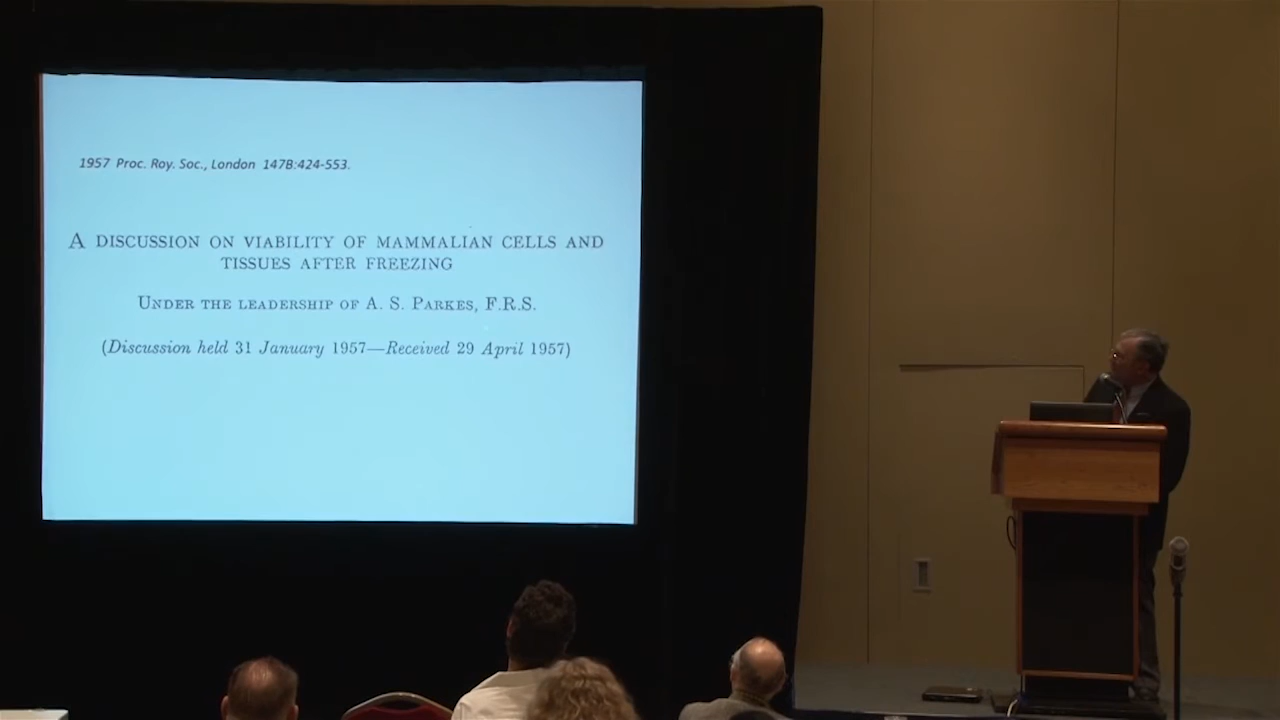 1957 Proc. Roy. Soc., London 147B:424-553.
A DISCUSSION ON VIABILITY OF MAMMALIAN CELLS AND
TISSUES AFTER FREEZING
UNDER THE LEADERSHIP OF A. S. PARKES, F.R.S.
(Discussion held 31 January 1957—Received 29 April 1957)